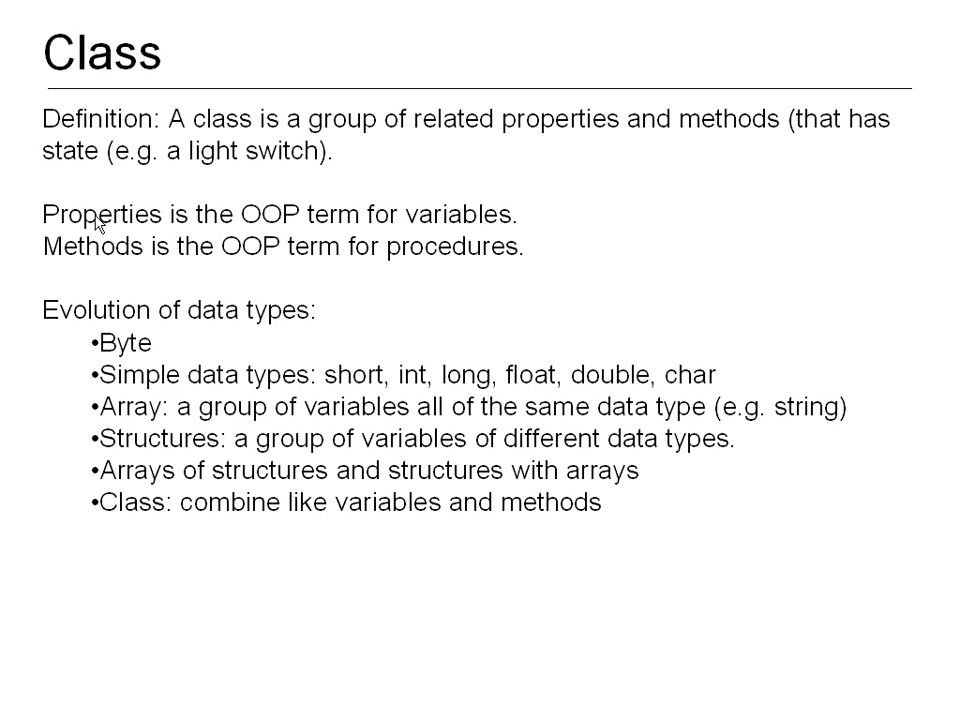 Class
Definition: A class is a group of related properties and methods (that has
state (e.g. a light switch).
Properties is the OOP term for variables.
Methods is the OOP term for procedures.
Evolution of data types:
•Byte
•Simple data types: short, int, long, float, double, char
•Array: a group of variables all of the same data type (e.g. string)
•Structures: a group of variables of different data types.
•Arrays of structures and structures with arrays
•Class: combine like variables and methods